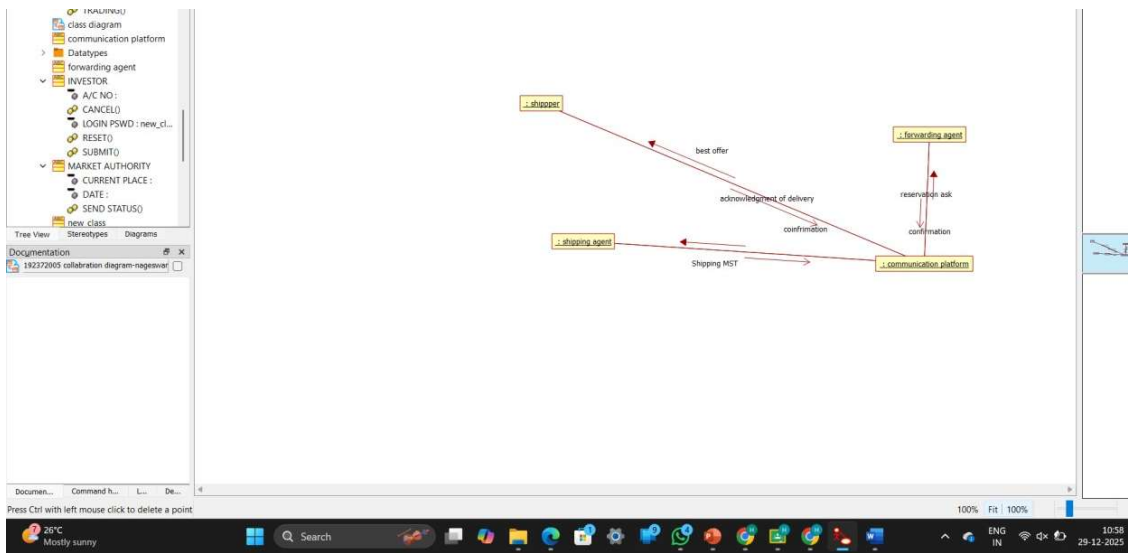 TRADING()
class diagram
communication platform
Datatypes
forwarding agent
INVESTOR
A/C NO :
CANCEL()
LOGIN PSWD : new_cl...
RESET()
SUBMIT()
MARKET AUTHORITY
CURRENT PLACE :
DATE :
SEND STATUS()
new class
Tree View Stereotypes Diagrams
Documentation
192372005 collabration diagram-nageswar
Documen... Command h... L... De...
: shippper
: forwarding agent
best offer
acknowledgment of delivery
reservation ask
coinfrimation
confirmation
: shipping agent
Shipping MST
: communication platform
Press Ctrl with left mouse click to delete a point
100% Fit 100%
26°C
Mostly sunny
Search
ENG
IN
10:58
29-12-2025